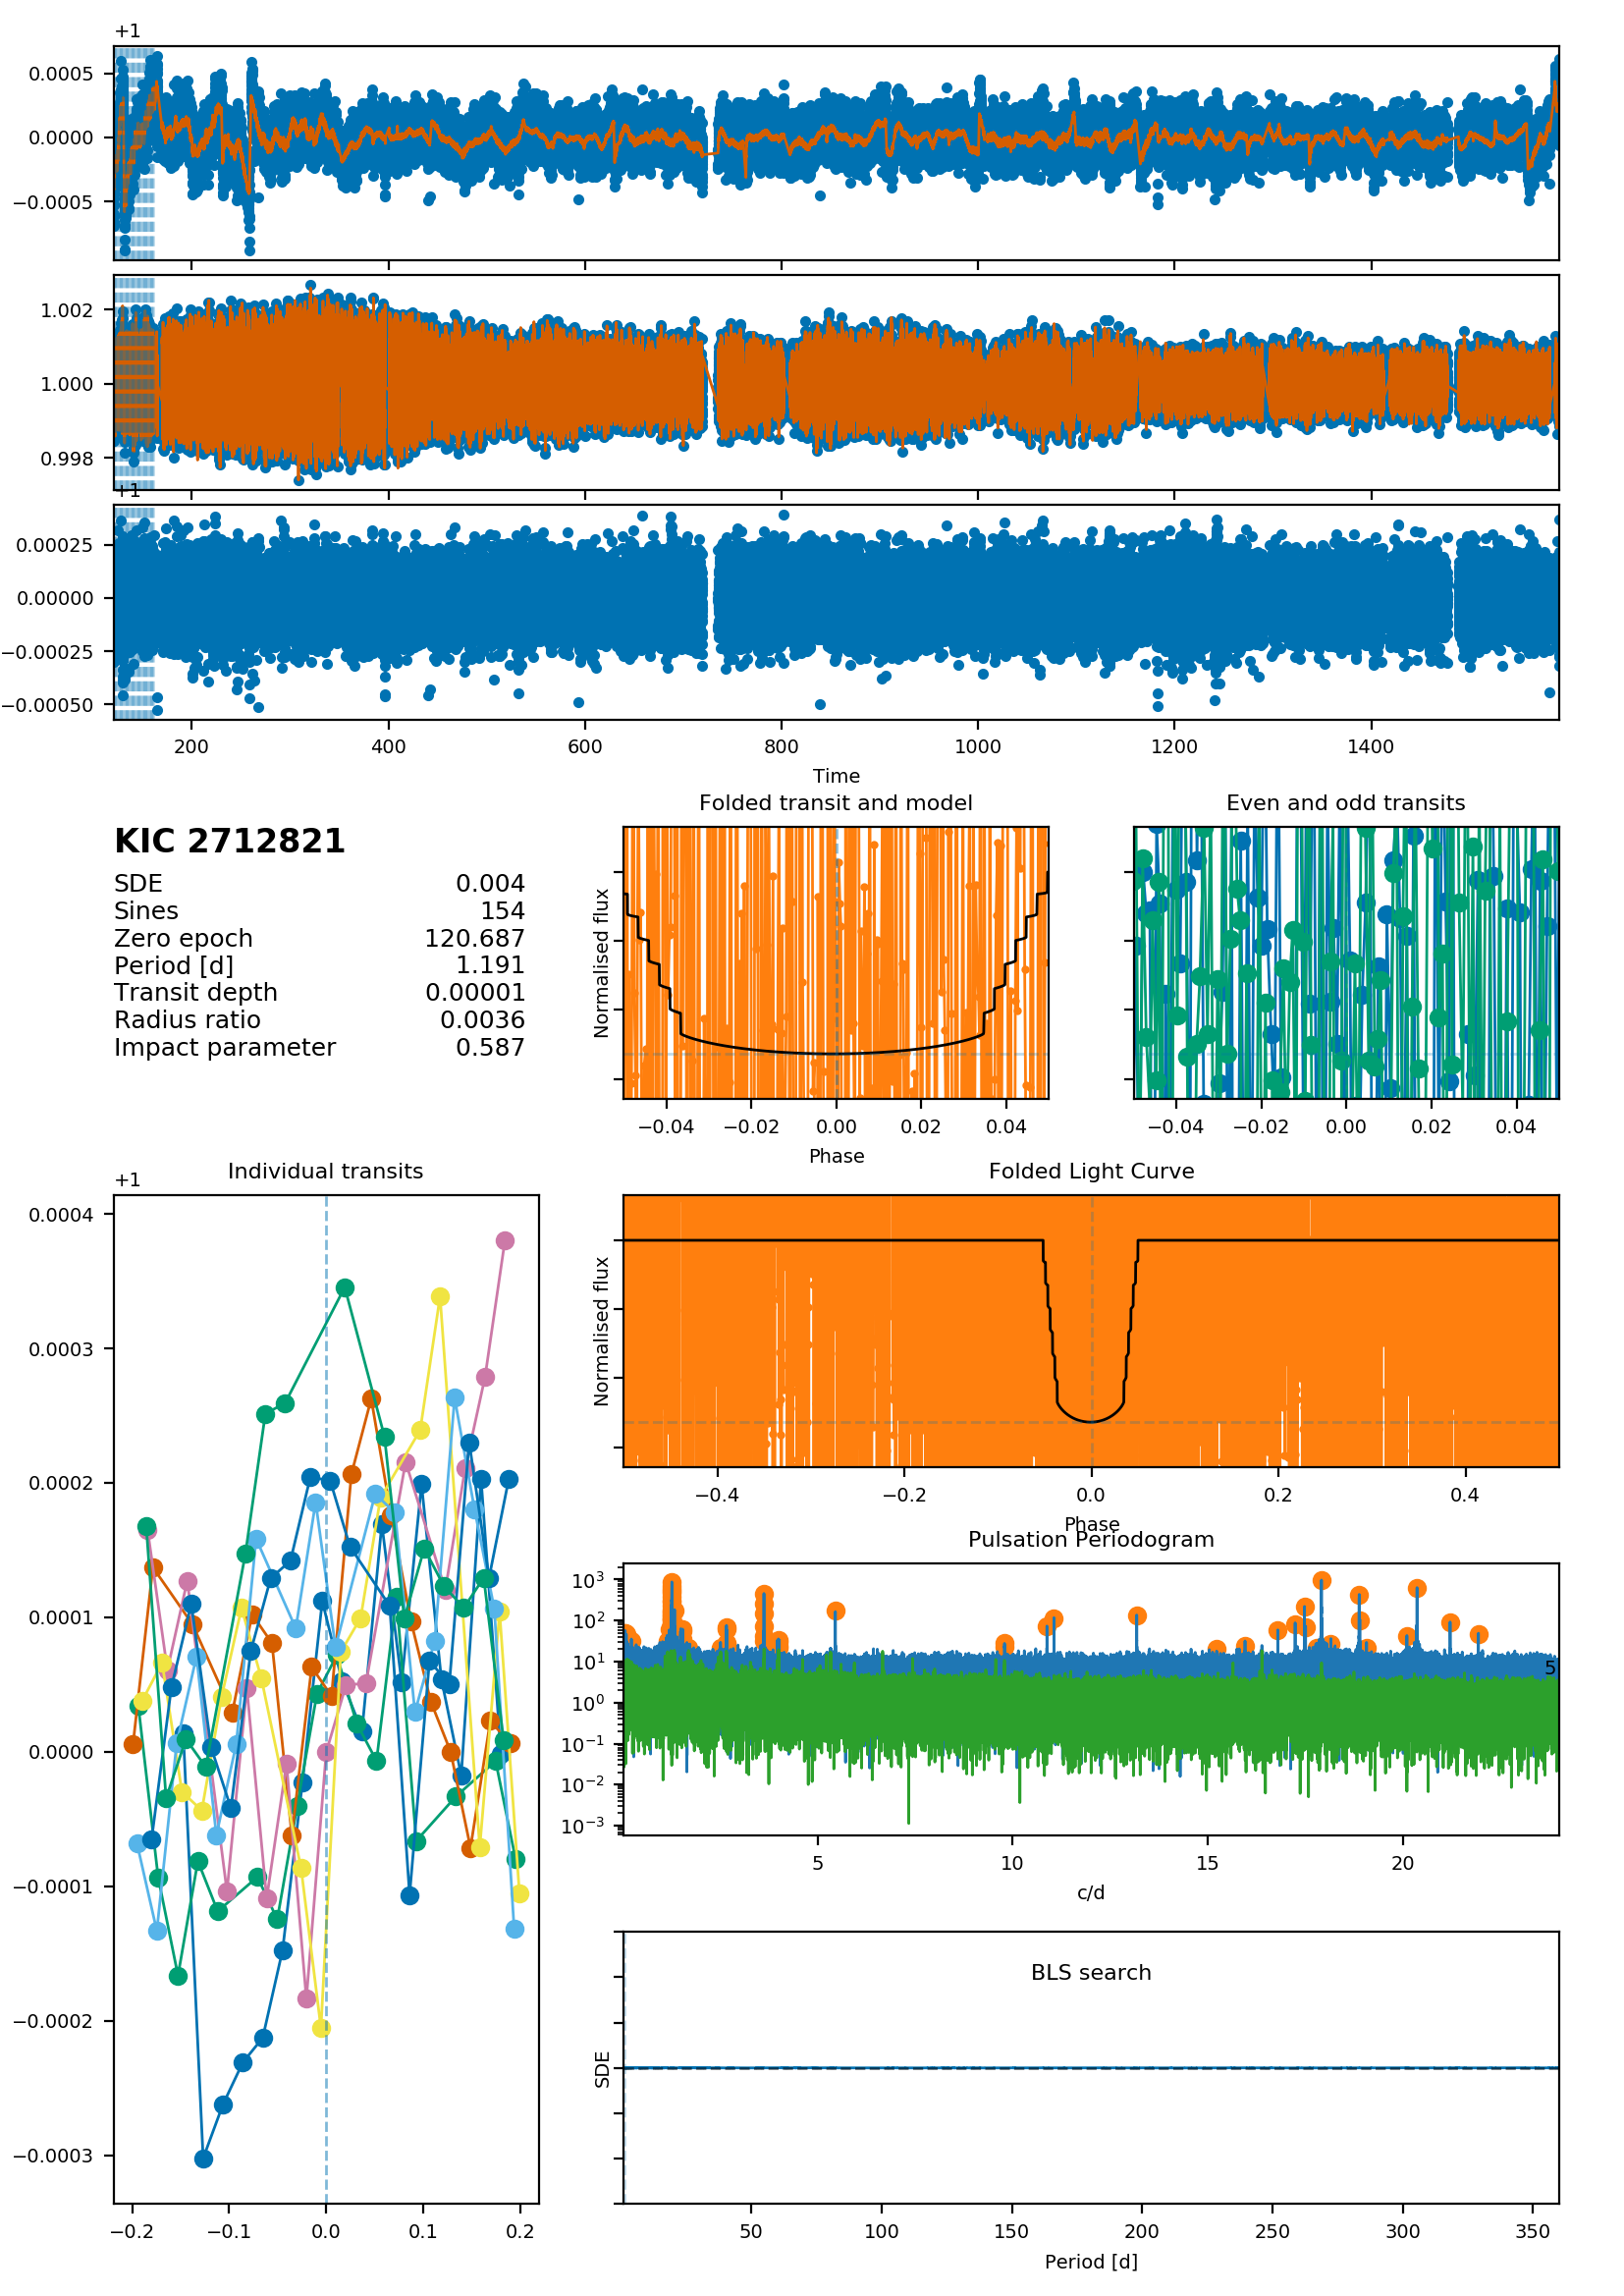 +1
0.0005
0.0000
−0.0005
1.002
1.000
0.998
+1
0.00025
0.00000
−0.00025
−0.00050
200 400 600 800 1000 1200 1400
Time
KIC 2712821
SDE 0.004
Sines 154
Zero epoch 120.687
Period [d] 1.191
Transit depth 0.00001
Radius ratio 0.0036
Impact parameter 0.587
Folded transit and model
Normalised flux
−0.04 −0.02 0.00 0.02 0.04
Phase
Even and odd transits
−0.04 −0.02 0.00 0.02 0.04
Individual transits
+1
0.0004
0.0003
0.0002
0.0001
0.0000
−0.0001
−0.0002
−0.0003
−0.2 −0.1 0.0 0.1 0.2
Folded Light Curve
Normalised flux
−0.4 −0.2 0.0 0.2 0.4
Phase
Pulsation Periodogram
10³
10²
10¹
10⁰
10⁻¹
10⁻²
10⁻³
5
5 10 15 20
c/d
BLS search
SDE
50 100 150 200 250 300 350
Period [d]